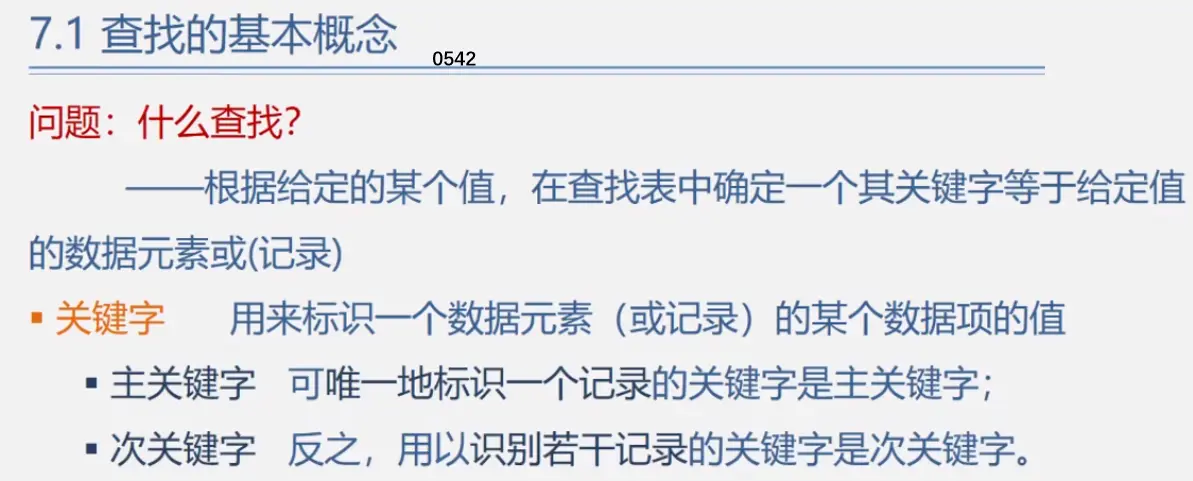 7.1 查找的基本概念
0542
问题：什么查找？
——根据给定的某个值，在查找表中确定一个其关键字等于给定值
的数据元素或(记录)
▪ 关键字 用来标识一个数据元素（或记录）的某个数据项的值
▪ 主关键字 可唯一地标识一个记录的关键字是主关键字；
▪ 次关键字 反之，用以识别若干记录的关键字是次关键字。